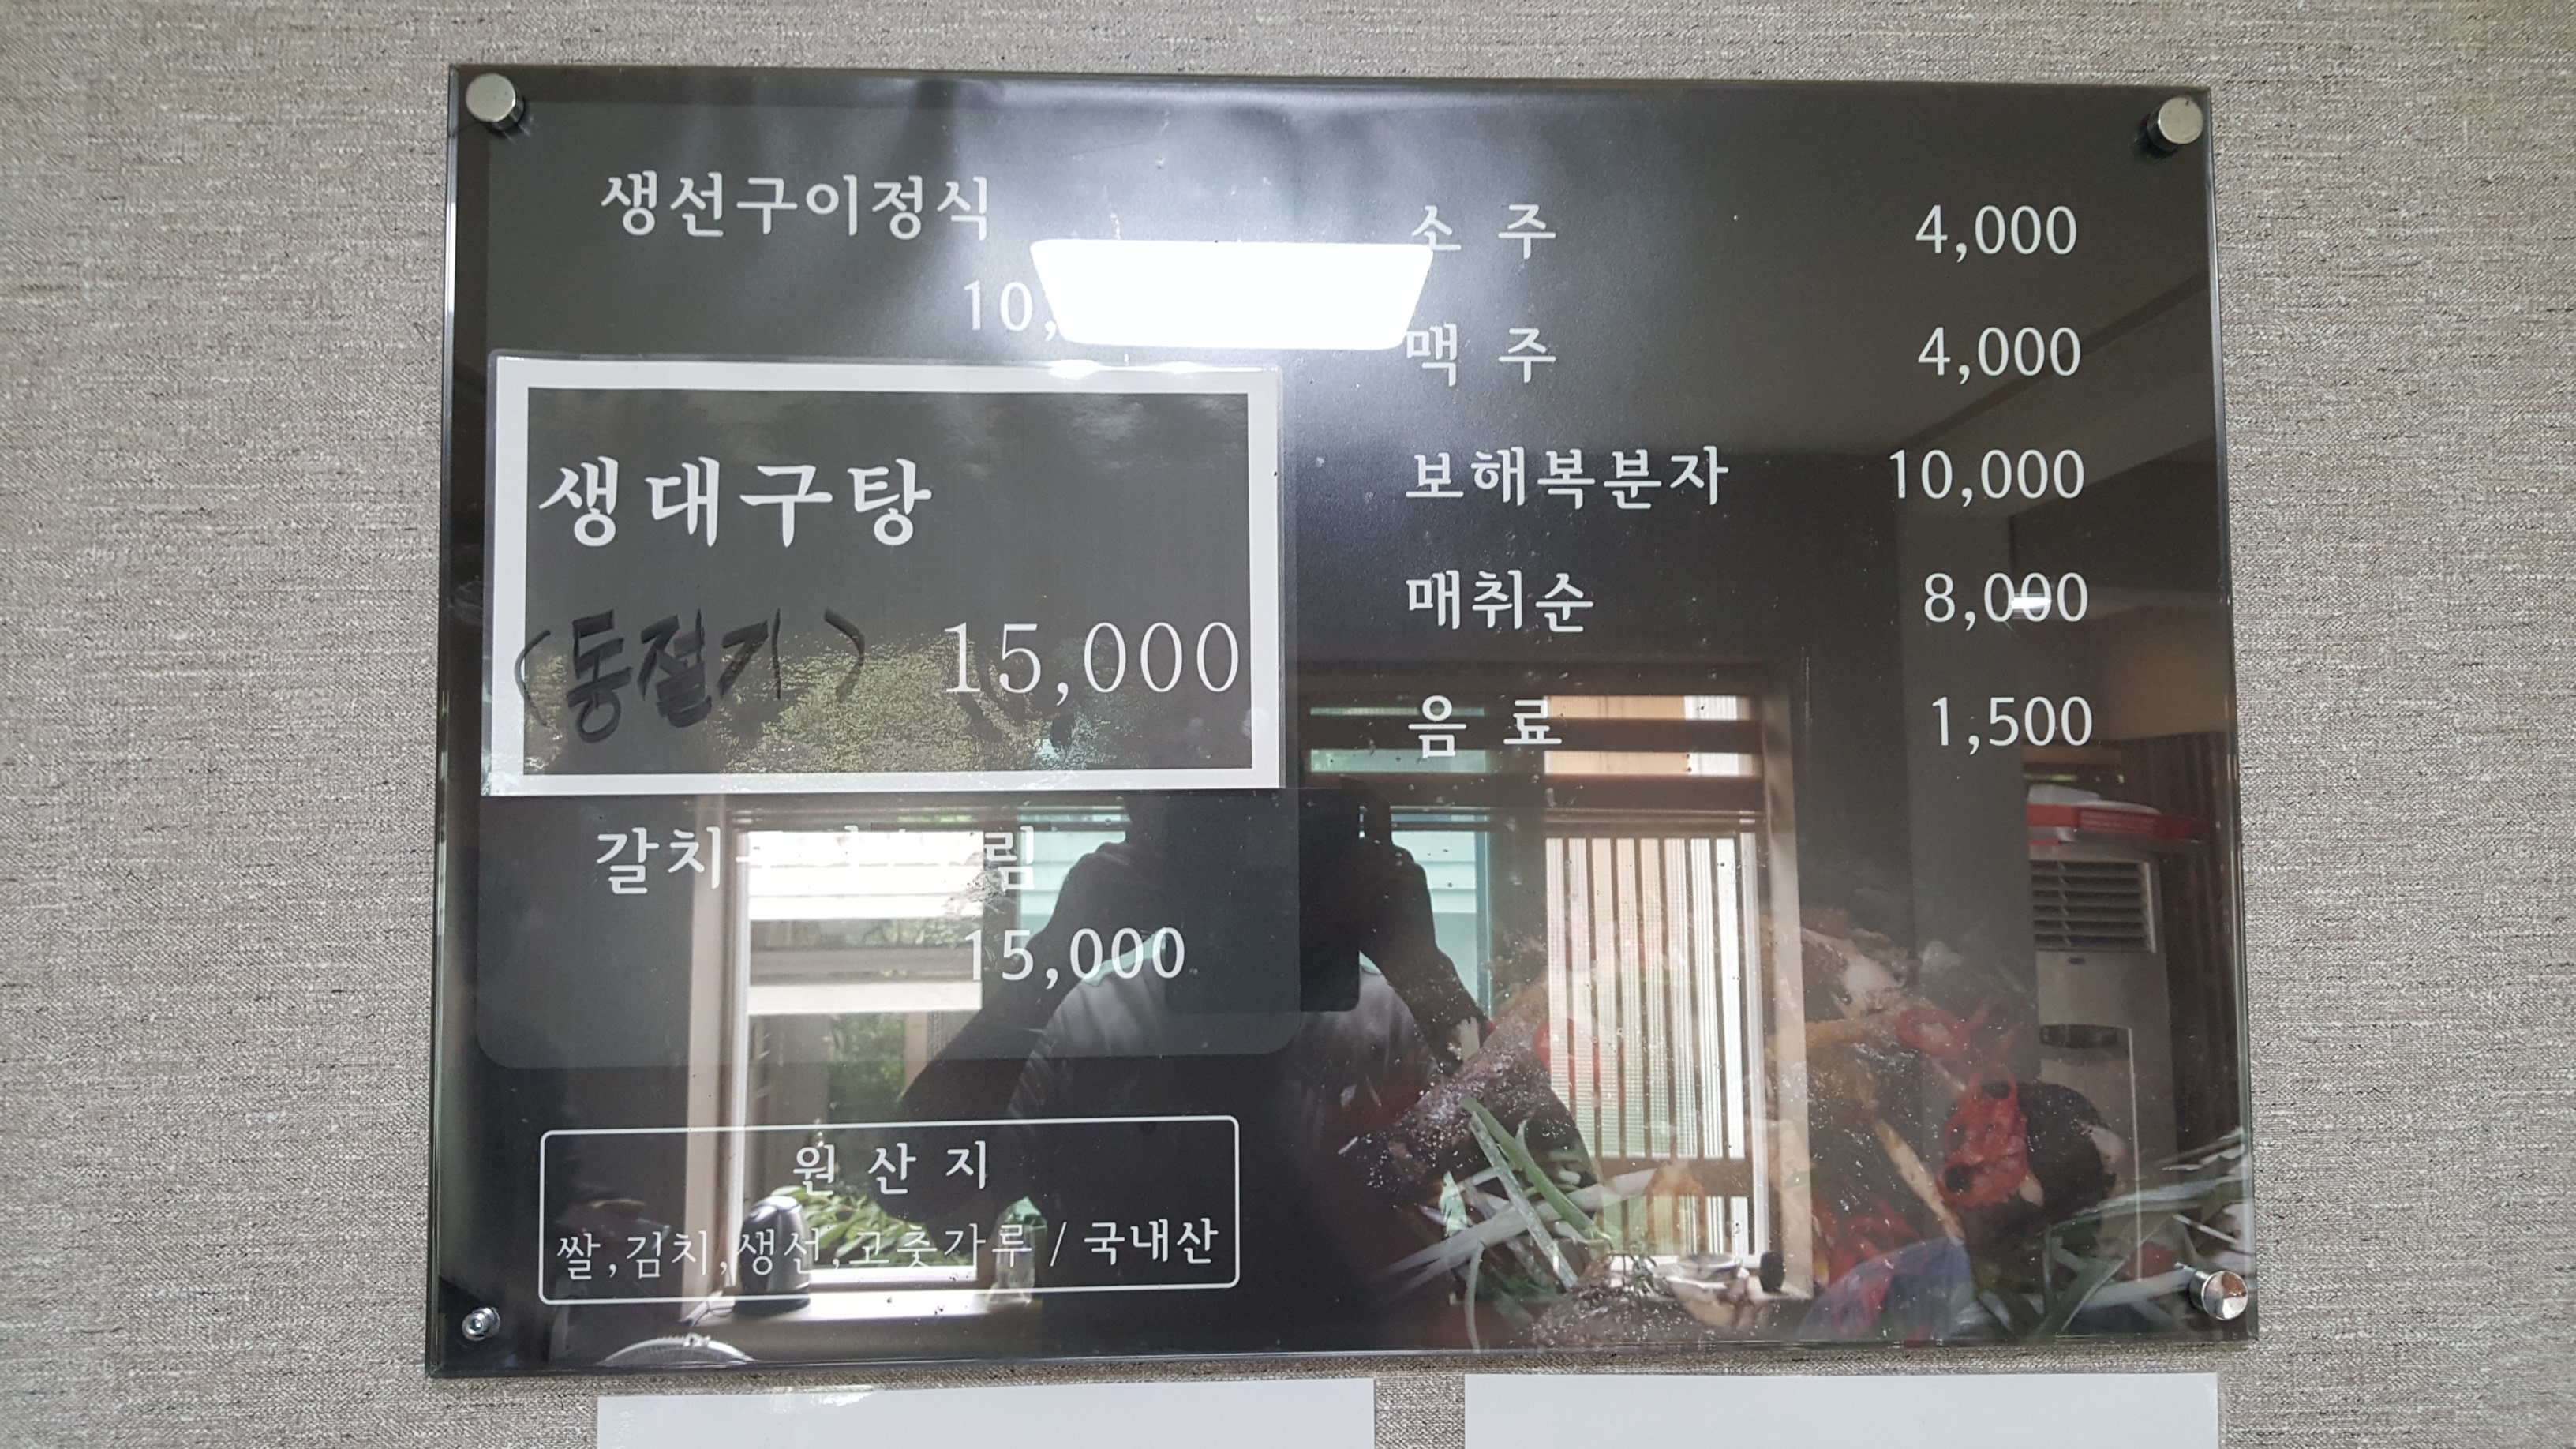 생선구이정식
10,
생대구탕
(동절기) 15,000
갈치
15,000
원 산 지
쌀,김치,생선,고춧가루 / 국내산
소 주 4,000
맥 주 4,000
보해복분자 10,000
매취순 8,000
음 료 1,500